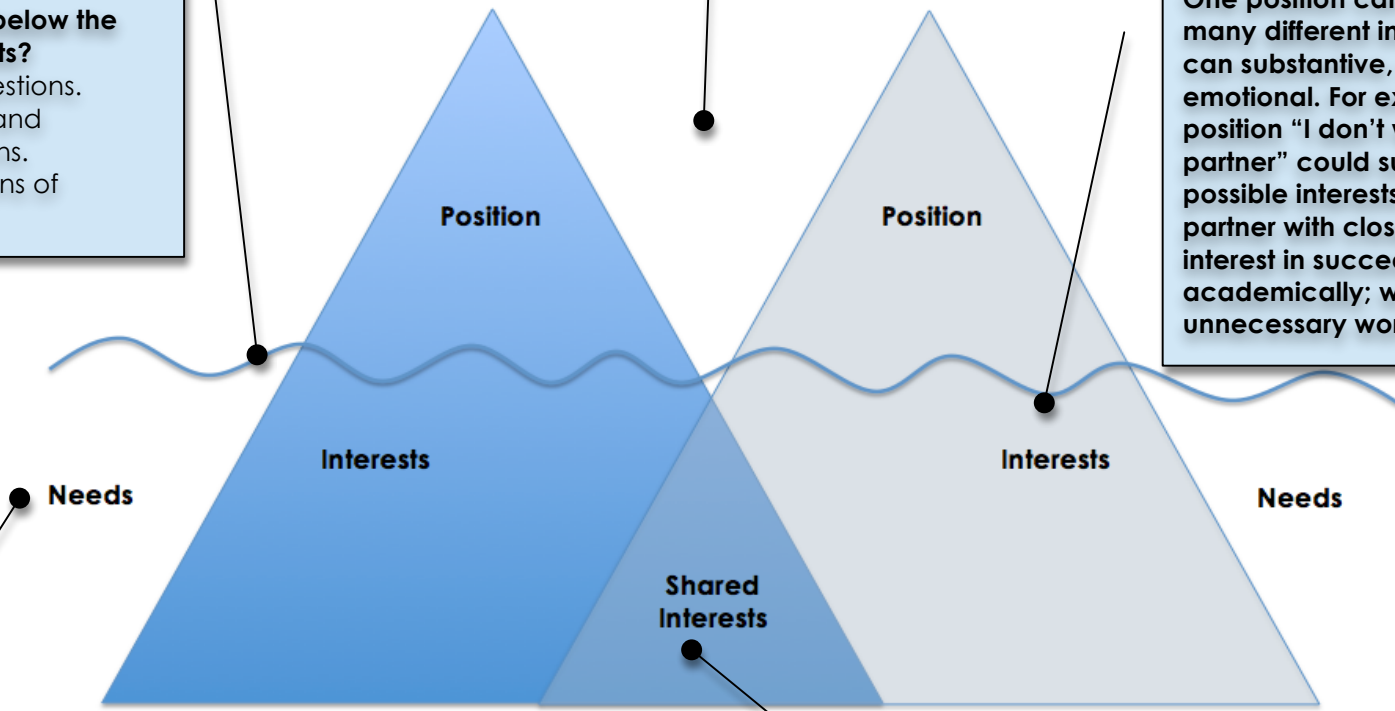 below the
ts?
estions.
and
ns.
ns of
One position can
many different in
can substantive,
emotional. For ex
position “I don’t
partner” could su
possible interests
partner with clos
interest in succe
academically; w
unnecessary wor
Position
Position
Interests
Interests
Needs
Needs
Shared
Interests